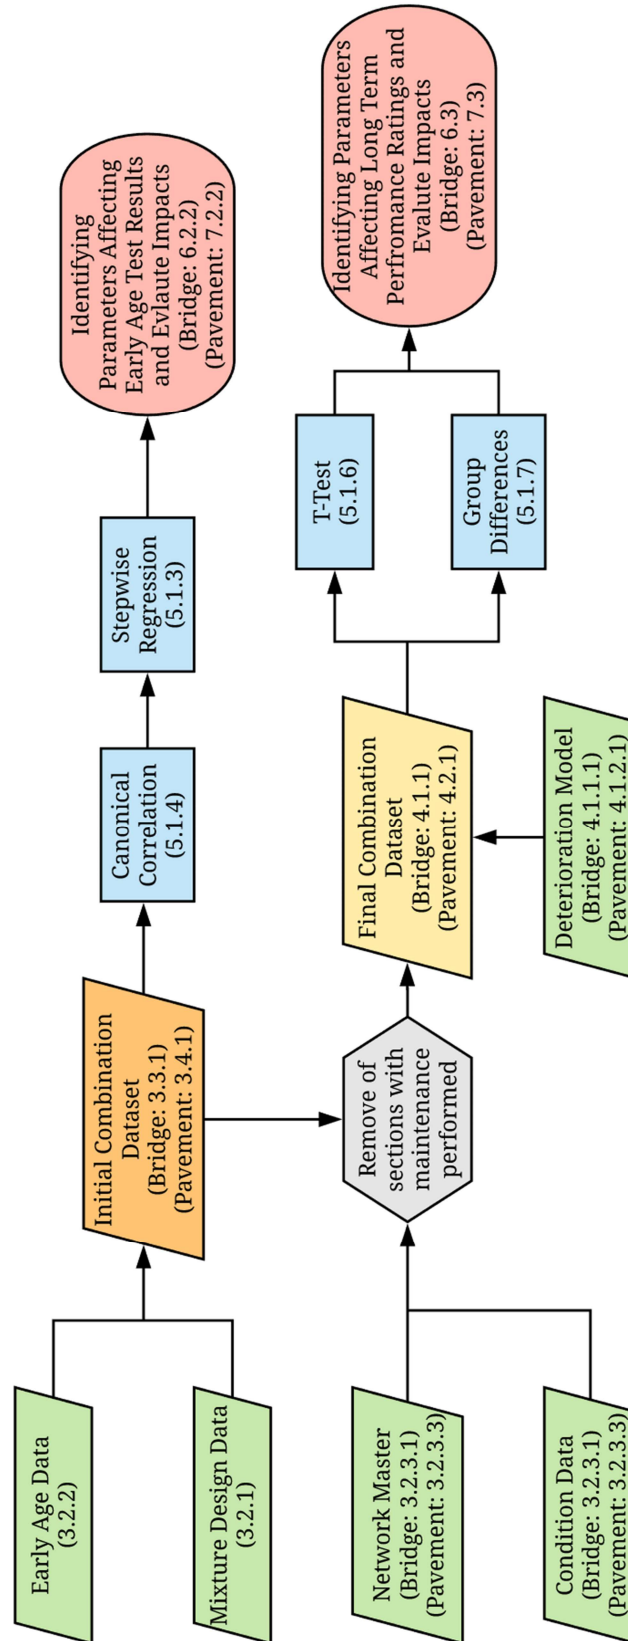 Early Age Data
(3.2.2)
Mixture Design Data
(3.2.1)
Initial Combination
Dataset
(Bridge: 3.3.1)
(Pavement: 3.4.1)
Canonical
Correlation
(5.1.4)
Stepwise
Regression
(5.1.3)
Identifying
Parameters Affecting
Early Age Test Results
and Evlaute Impacts
(Bridge: 6.2.2)
(Pavement: 7.2.2)
Network Master
(Bridge: 3.2.3.1)
(Pavement: 3.2.3.3)
Condition Data
(Bridge: 3.2.3.1)
(Pavement: 3.2.3.3)
Remove of
sections with
maintenance
performed
Final Combination
Dataset
(Bridge: 4.1.1)
(Pavement: 4.2.1)
Deterioration Model
(Bridge: 4.1.1.1)
(Pavement: 4.1.2.1)
T-Test
(5.1.6)
Group
Differences
(5.1.7)
Identifying Parameters
Affecting Long Term
Perfromance Ratings and
Evalute Impacts
(Bridge: 6.3)
(Pavement: 7.3)